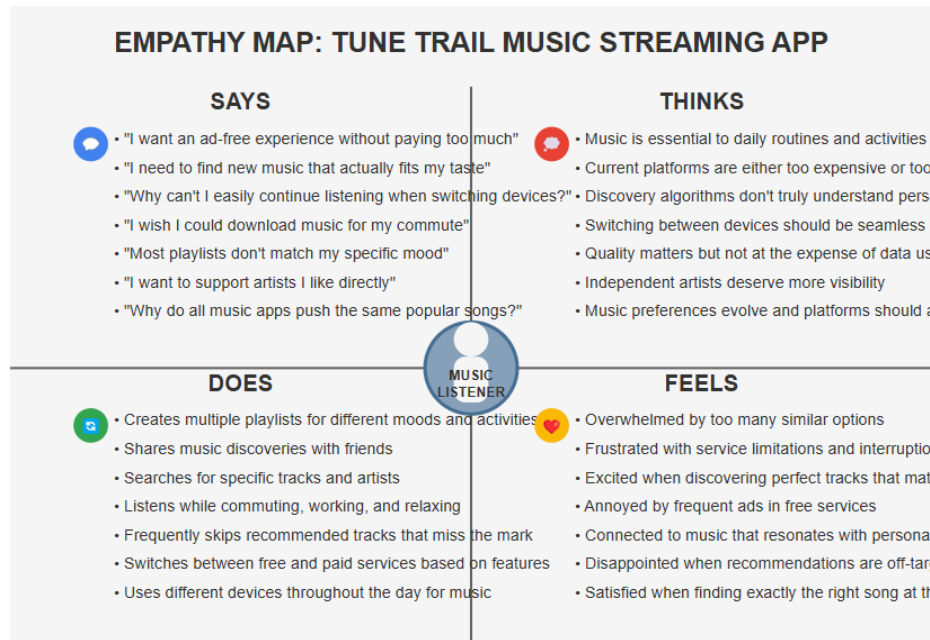 EMPATHY MAP: TUNE TRAIL MUSIC STREAMING APP
SAYS
• "I want an ad-free experience without paying too much"
• "I need to find new music that actually fits my taste"
• "Why can't I easily continue listening when switching devices?"
• "I wish I could download music for my commute"
• "Most playlists don't match my specific mood"
• "I want to support artists I like directly"
• "Why do all music apps push the same popular songs?"
THINKS
• Music is essential to daily routines and activities
• Current platforms are either too expensive or too
• Discovery algorithms don't truly understand
• Switching between devices should be seamless
• Quality matters but not at the expense of data
• Independent artists deserve more visibility
• Music preferences evolve and platforms should
MUSIC
LISTENER
DOES
• Creates multiple playlists for different moods and activities
• Shares music discoveries with friends
• Searches for specific tracks and artists
• Listens while commuting, working, and relaxing
• Frequently skips recommended tracks that miss the mark
• Switches between free and paid services based on features
• Uses different devices throughout the day for music
FEELS
• Overwhelmed by too many similar options
• Frustrated with service limitations and
• Excited when discovering perfect tracks that
• Annoyed by frequent ads in free services
• Connected to music that resonates with
• Disappointed when recommendations are
• Satisfied when finding exactly the right song at